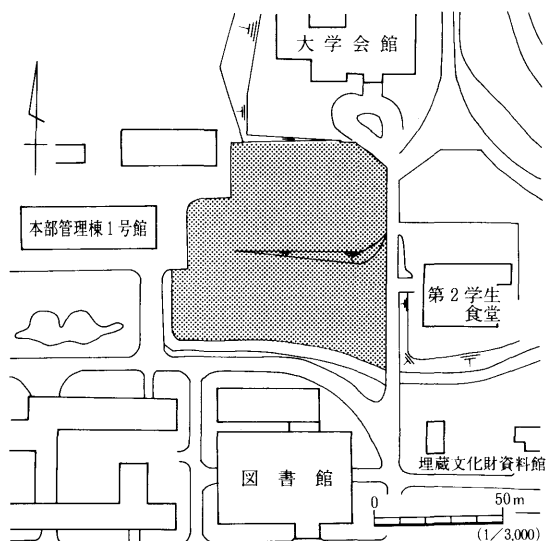 大学会館
本部管理棟1号館
第2学生
食堂
図書館
埋蔵文化財資料館
0 50m
(1/3,000)